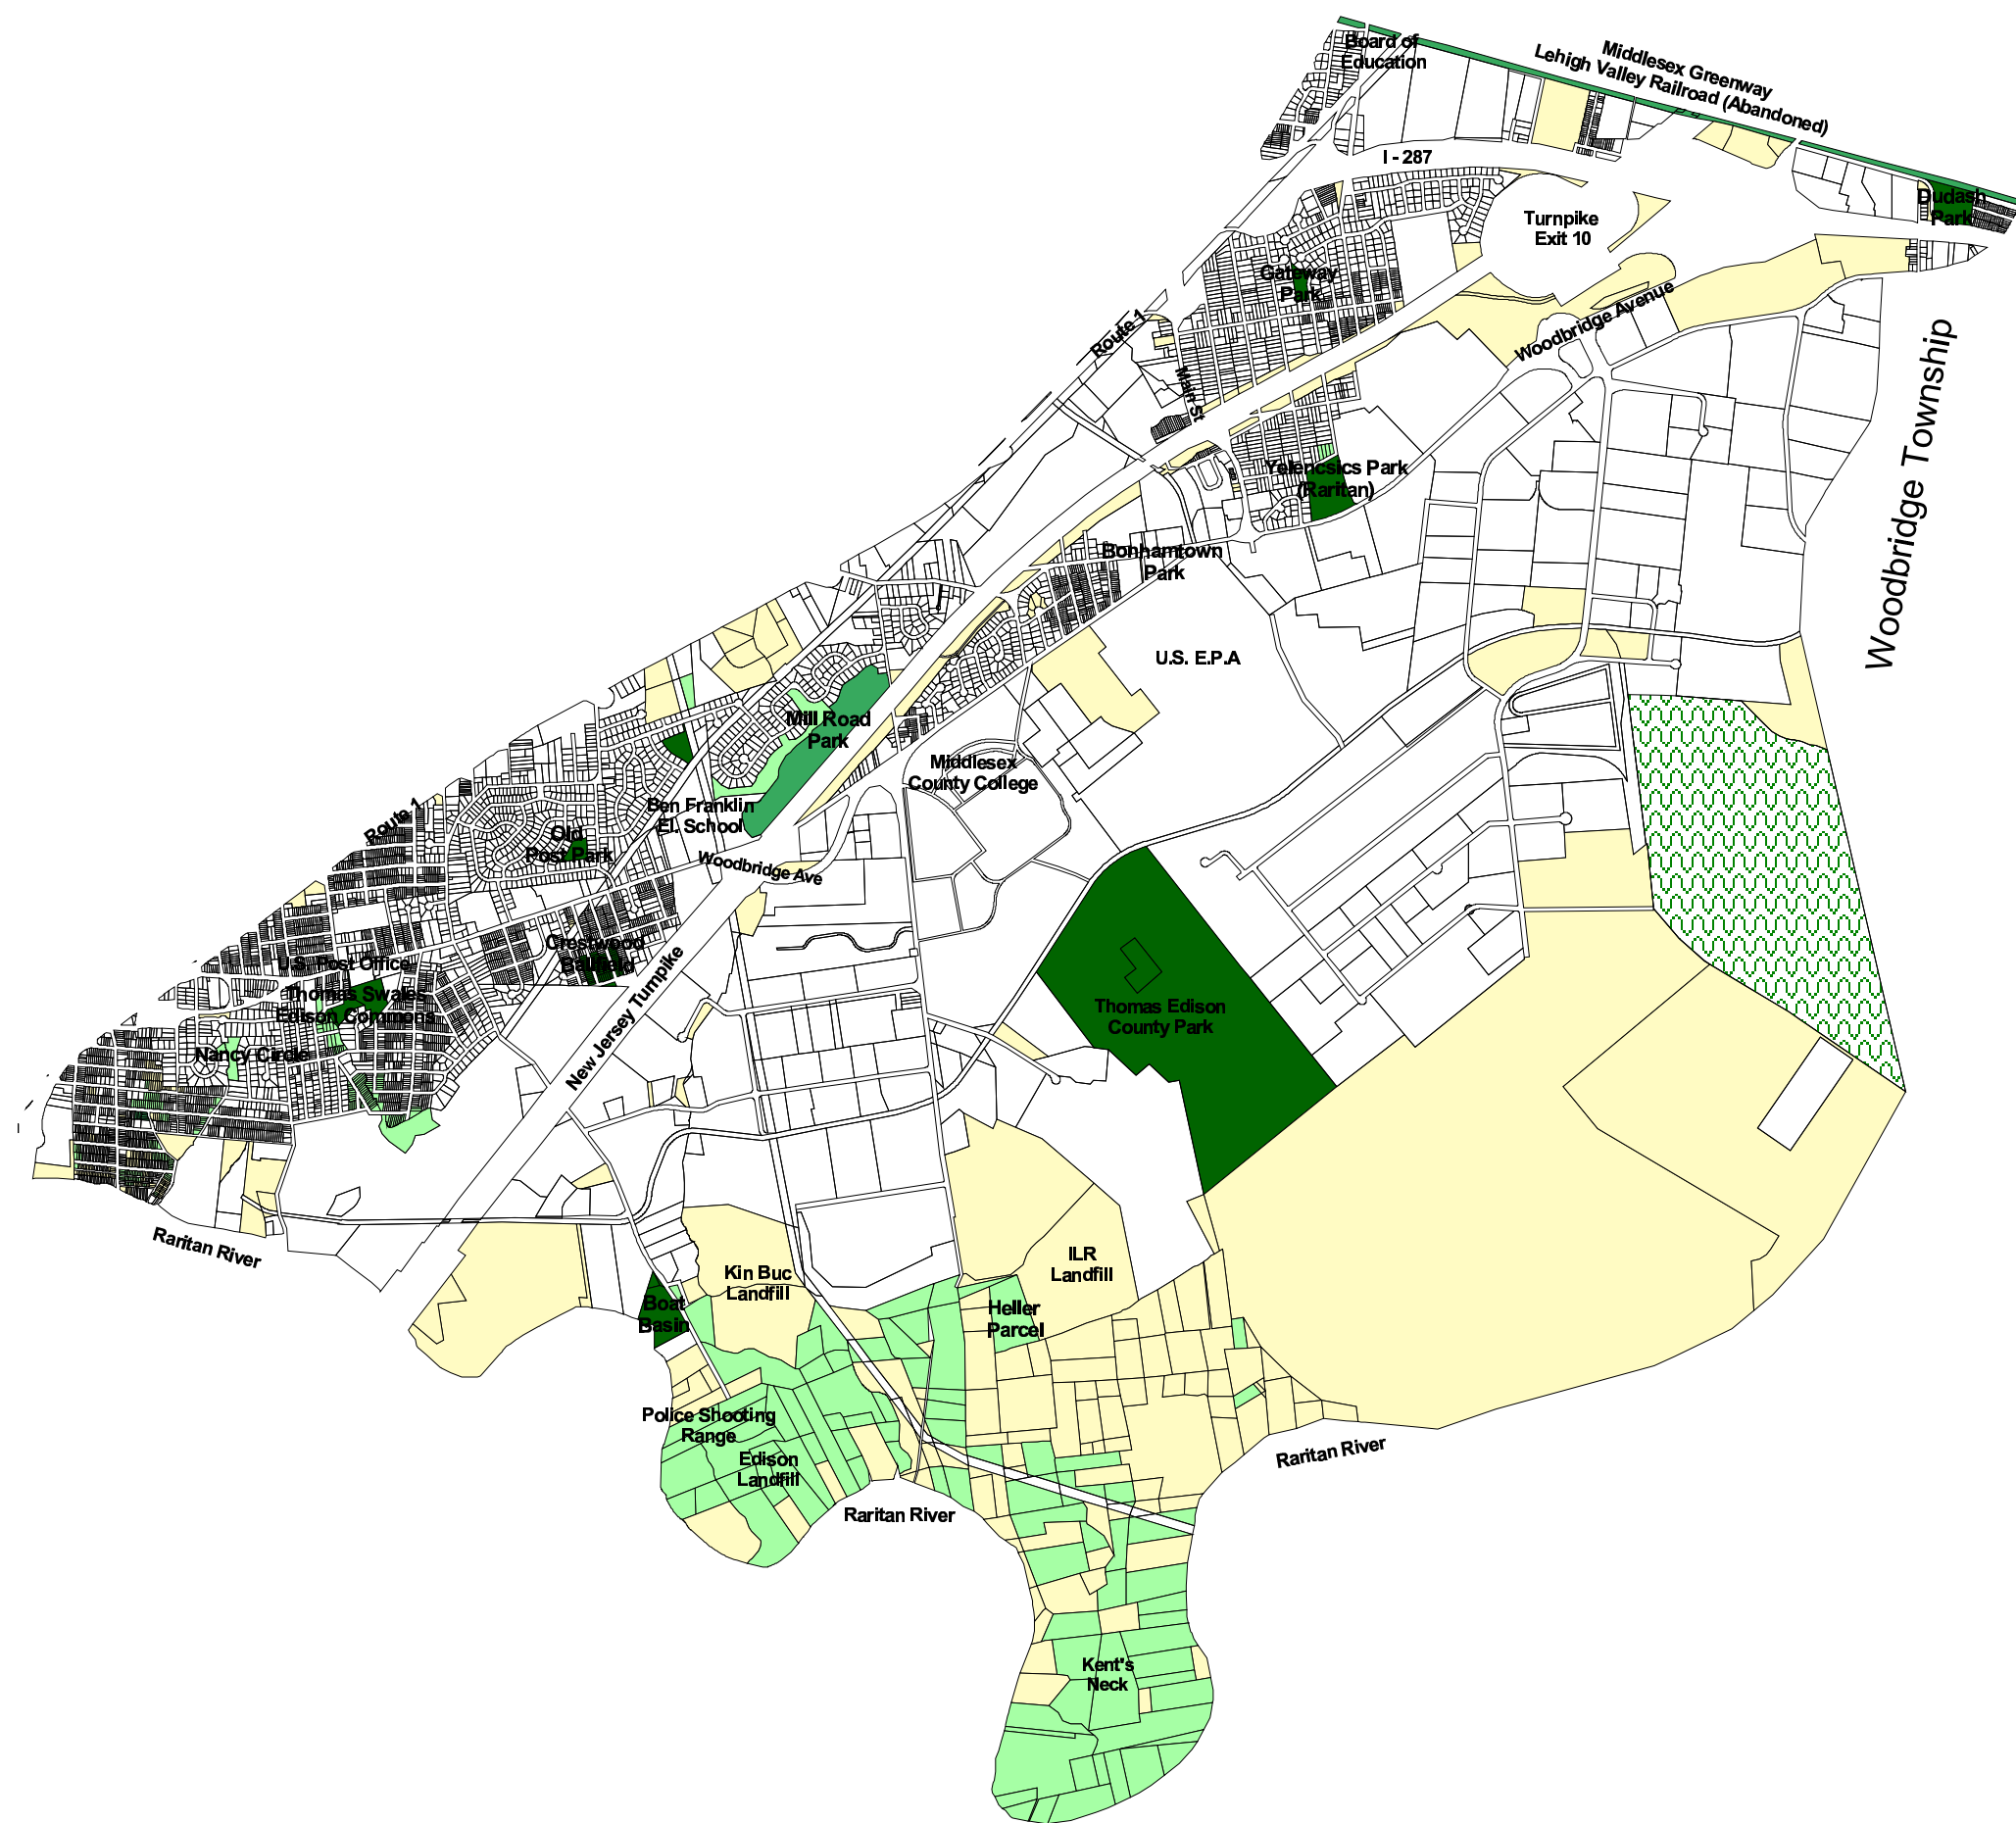 Board of
Education
Middlesex Greenway
Lehigh Valley Railroad (Abandoned)
I - 287
Dudash
Park
Turnpike
Exit 10
Gateway
Park
Route 1
Woodbridge Avenue
Main St
Woodbridge Township
Yelencsics Park
(Raritan)
Bonhamtown
Park
U.S. E.P.A
Mill Road
Park
Middlesex
County College
Ben Franklin
El. School
Route 1
Old
Post Park
Woodbridge Ave
Crestwood
Ballfield
U.S. Post Office
Thomas Swales
Edison Commons
New Jersey Turnpike
Thomas Edison
County Park
Nancy Circle
Raritan River
Kin Buc
Landfill
ILR
Landfill
Boat
Basin
Heller
Parcel
Police Shooting
Range
Edison
Landfill
Raritan River
Raritan River
Kent's
Neck